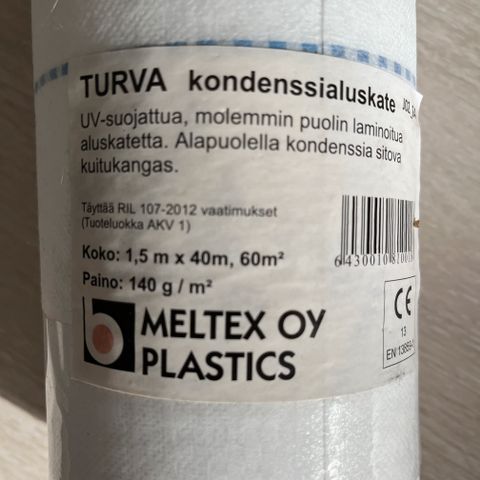 TURVA kondenssialuskate
UV-suojattua, molemmin puolin laminoitua
aluskatetta. Alapuolella kondenssia sitova
kuitukangas.
Täyttää RIL 107-2012 vaatimukset
(Tuoteluokka AKV 1)
Koko: 1,5 m x 40m, 60m²
Paino: 140 g / m²
MELTEX OY
PLASTICS
CE
13